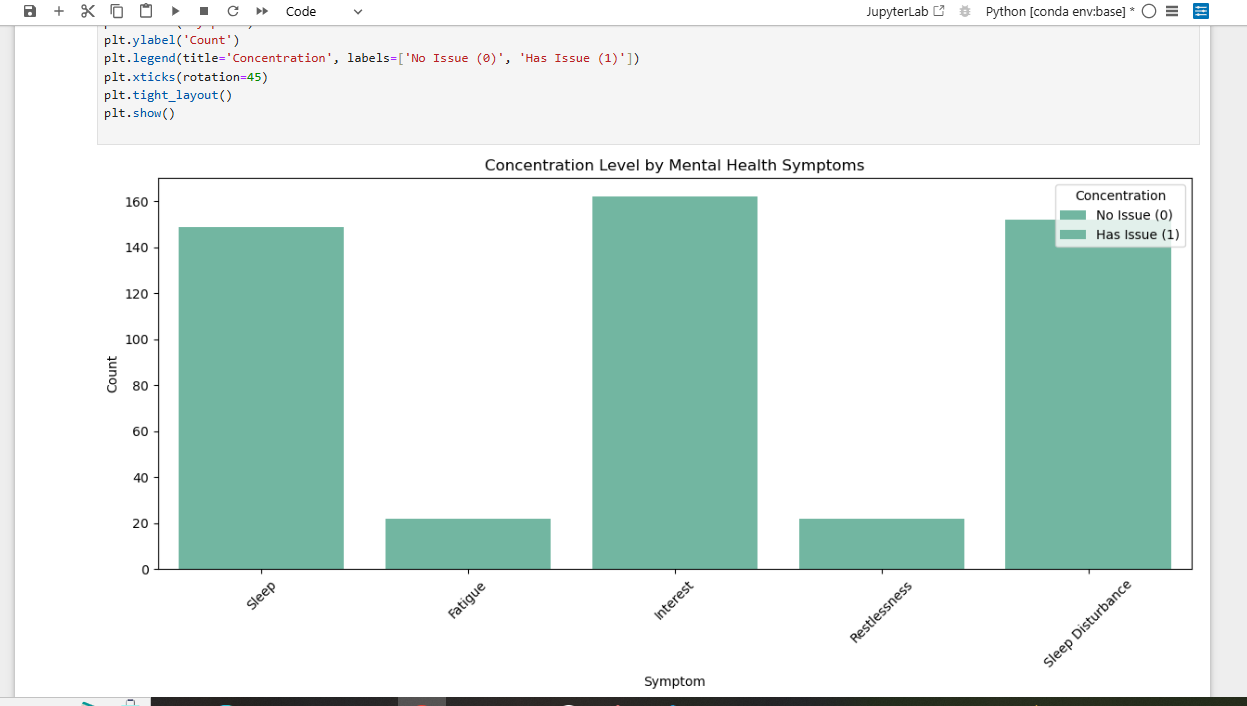 Code
JupyterLab
Python [conda env:base] *
plt.ylabel('Count')
plt.legend(title='Concentration', labels=['No Issue (0)', 'Has Issue (1)'])
plt.xticks(rotation=45)
plt.tight_layout()
plt.show()
Concentration Level by Mental Health Symptoms
Concentration
No Issue (0)
Has Issue (1)
160
140
120
100
80
60
40
20
0
Count
Sleep
Fatigue
Interest
Restlessness
Sleep Disturbance
Symptom